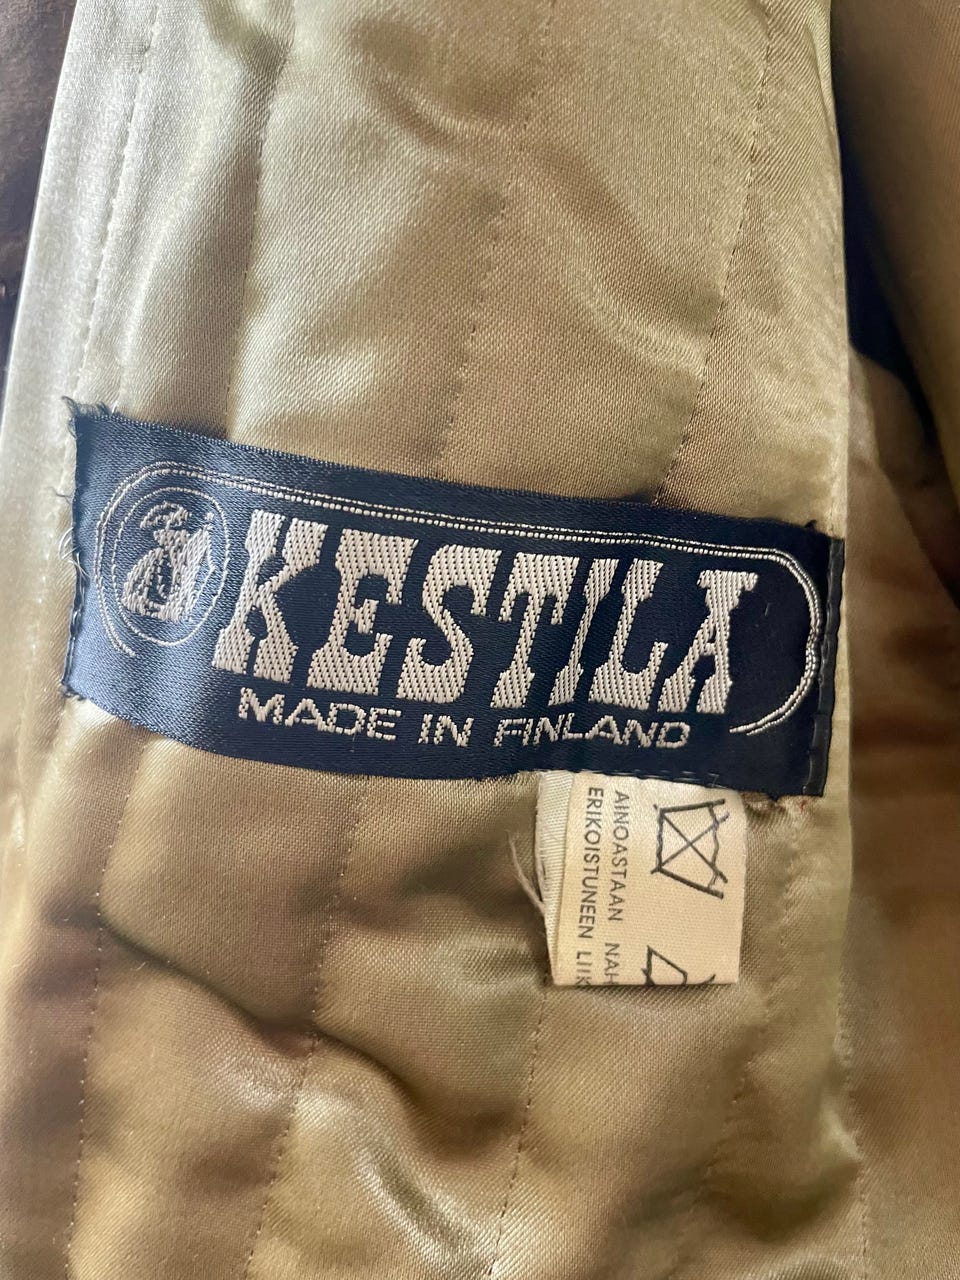 KESTILA
MADE IN FINLAND
AINOASTAAN
ERIKOISTUNEEN